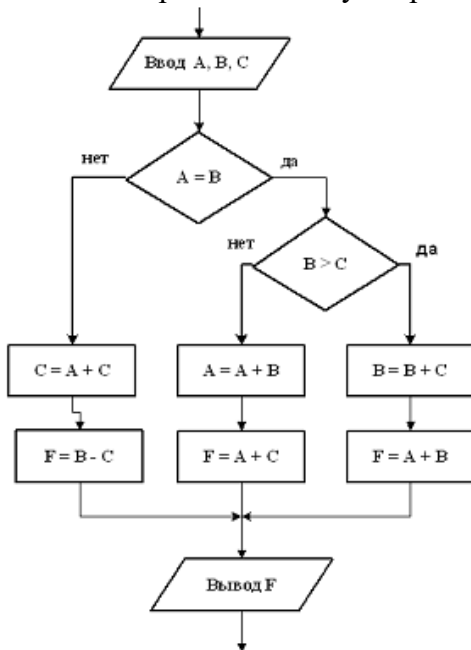 Ввод A, B, C
нет
да
A = B
нет
да
B > C
C = A + C
A = A + B
B = B + C
F = B - C
F = A + C
F = A + B
Вывод F